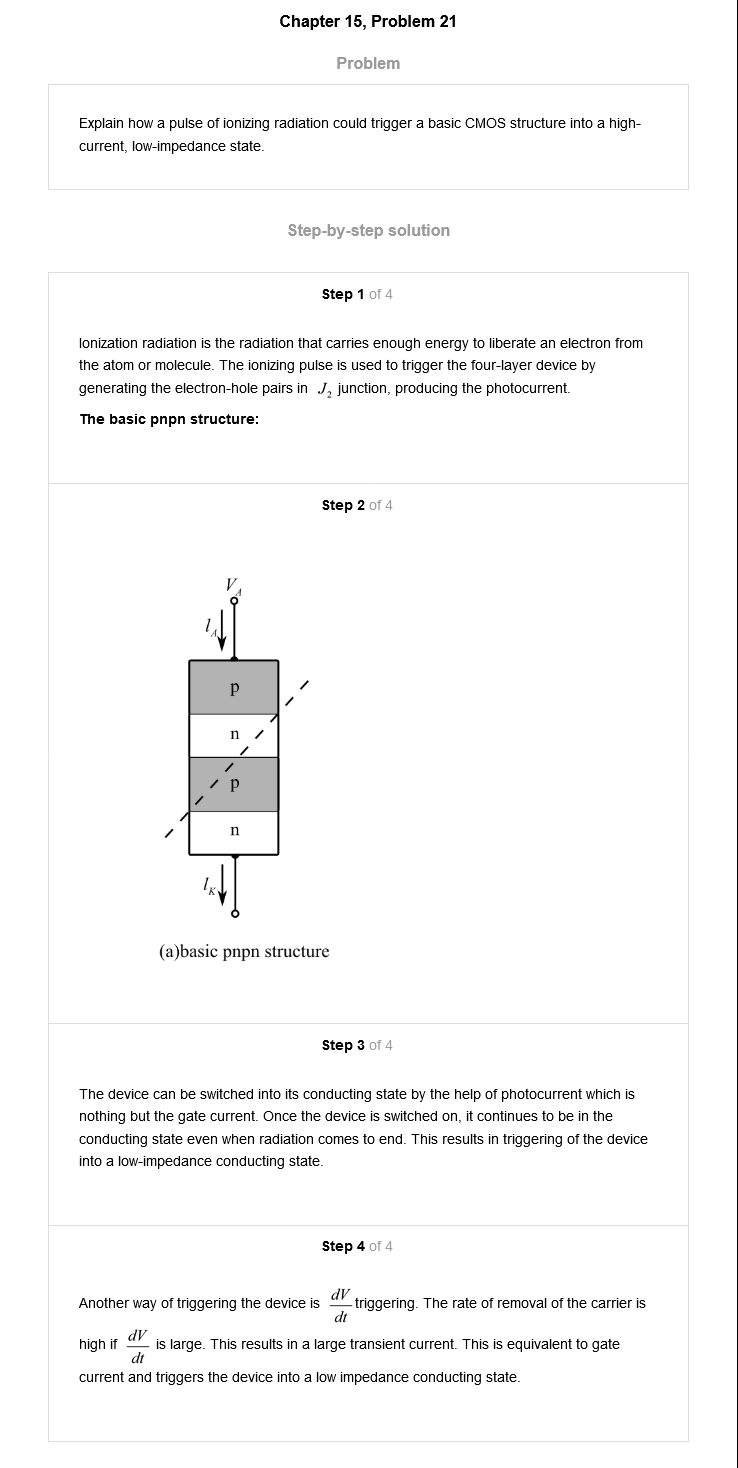 Chapter 15, Problem 21
Problem
Explain how a pulse of ionizing radiation could trigger a basic CMOS structure into a high-
current, low-impedance state.
Step-by-step solution
Step 1 of 4
Ionization radiation is the radiation that carries enough energy to liberate an electron from
the atom or molecule. The ionizing pulse is used to trigger the four-layer device by
generating the electron-hole pairs in J₂ junction, producing the photocurrent.
The basic pnpn structure:
Step 2 of 4
V_A
l_A
p
n
p
n
l_K
(a)basic pnpn structure
Step 3 of 4
The device can be switched into its conducting state by the help of photocurrent which is
nothing but the gate current. Once the device is switched on, it continues to be in the
conducting state even when radiation comes to end. This results in triggering of the device
into a low-impedance conducting state.
Step 4 of 4
Another way of triggering the device is dV/dt triggering. The rate of removal of the carrier is
high if dV/dt is large. This results in a large transient current. This is equivalent to gate
current and triggers the device into a low impedance conducting state.